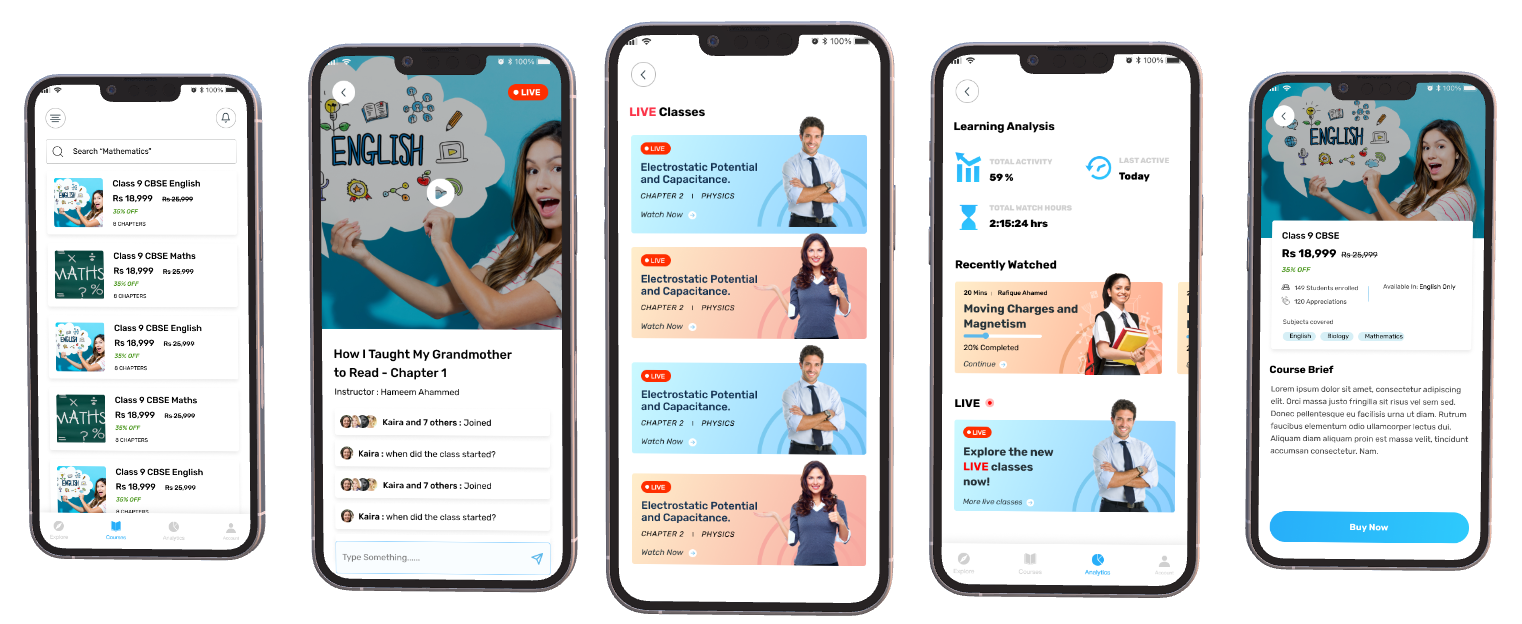 100%
Search "Mathematics"
ENGLISH
Class 9 CBSE English
Rs 18,999 Rs 25,999
35% OFF
8 CHAPTERS
MATHS
Class 9 CBSE Maths
Rs 18,999 Rs 25,999
35% OFF
8 CHAPTERS
ENGLISH
Class 9 CBSE English
Rs 18,999 Rs 25,999
35% OFF
8 CHAPTERS
MATHS
Class 9 CBSE Maths
Rs 18,999 Rs 25,999
35% OFF
8 CHAPTERS
ENGLISH
Class 9 CBSE English
Rs 18,999 Rs 25,999
35% OFF
8 CHAPTERS
Explore Courses Analytics Account
100%
LIVE
ENGLISH
How I Taught My Grandmother
to Read - Chapter 1
Instructor : Hameem Ahammed
Kaira and 7 others : Joined
Kaira : when did the class started?
Kaira and 7 others : Joined
Kaira : when did the class started?
Type Something......
100%
LIVE Classes
LIVE
Electrostatic Potential
and Capacitance.
CHAPTER 2 | PHYSICS
Watch Now
LIVE
Electrostatic Potential
and Capacitance.
CHAPTER 2 | PHYSICS
Watch Now
LIVE
Electrostatic Potential
and Capacitance.
CHAPTER 2 | PHYSICS
Watch Now
LIVE
Electrostatic Potential
and Capacitance.
CHAPTER 2 | PHYSICS
Watch Now
100%
Learning Analysis
TOTAL ACTIVITY
59 %
LAST ACTIVE
Today
TOTAL WATCH HOURS
2:15:24 hrs
Recently Watched
20 Mins | Rafique Ahamed
Moving Charges and
Magnetism
20% Completed
Continue
LIVE
LIVE
Explore the new
LIVE classes
now!
More live classes
Explore Courses Analytics Account
100%
ENGLISH
Class 9 CBSE
Rs 18,999 Rs 25,999
35% OFF
149 Students enrolled
Available In: English Only
120 Appreciations
Subjects covered
English Biology Mathematics
Course Brief
Lorem ipsum dolor sit amet, consectetur adipiscing
elit. Orci massa justo fringilla sit risus vel sem sed.
Donec pellentesque eu facilisis urna ut diam. Rutrum
faucibus elementum odio ullamcorper lectus dui.
Aliquam diam aliquam proin est massa velit, tincidunt
accumsan consectetur. Nam.
Buy Now